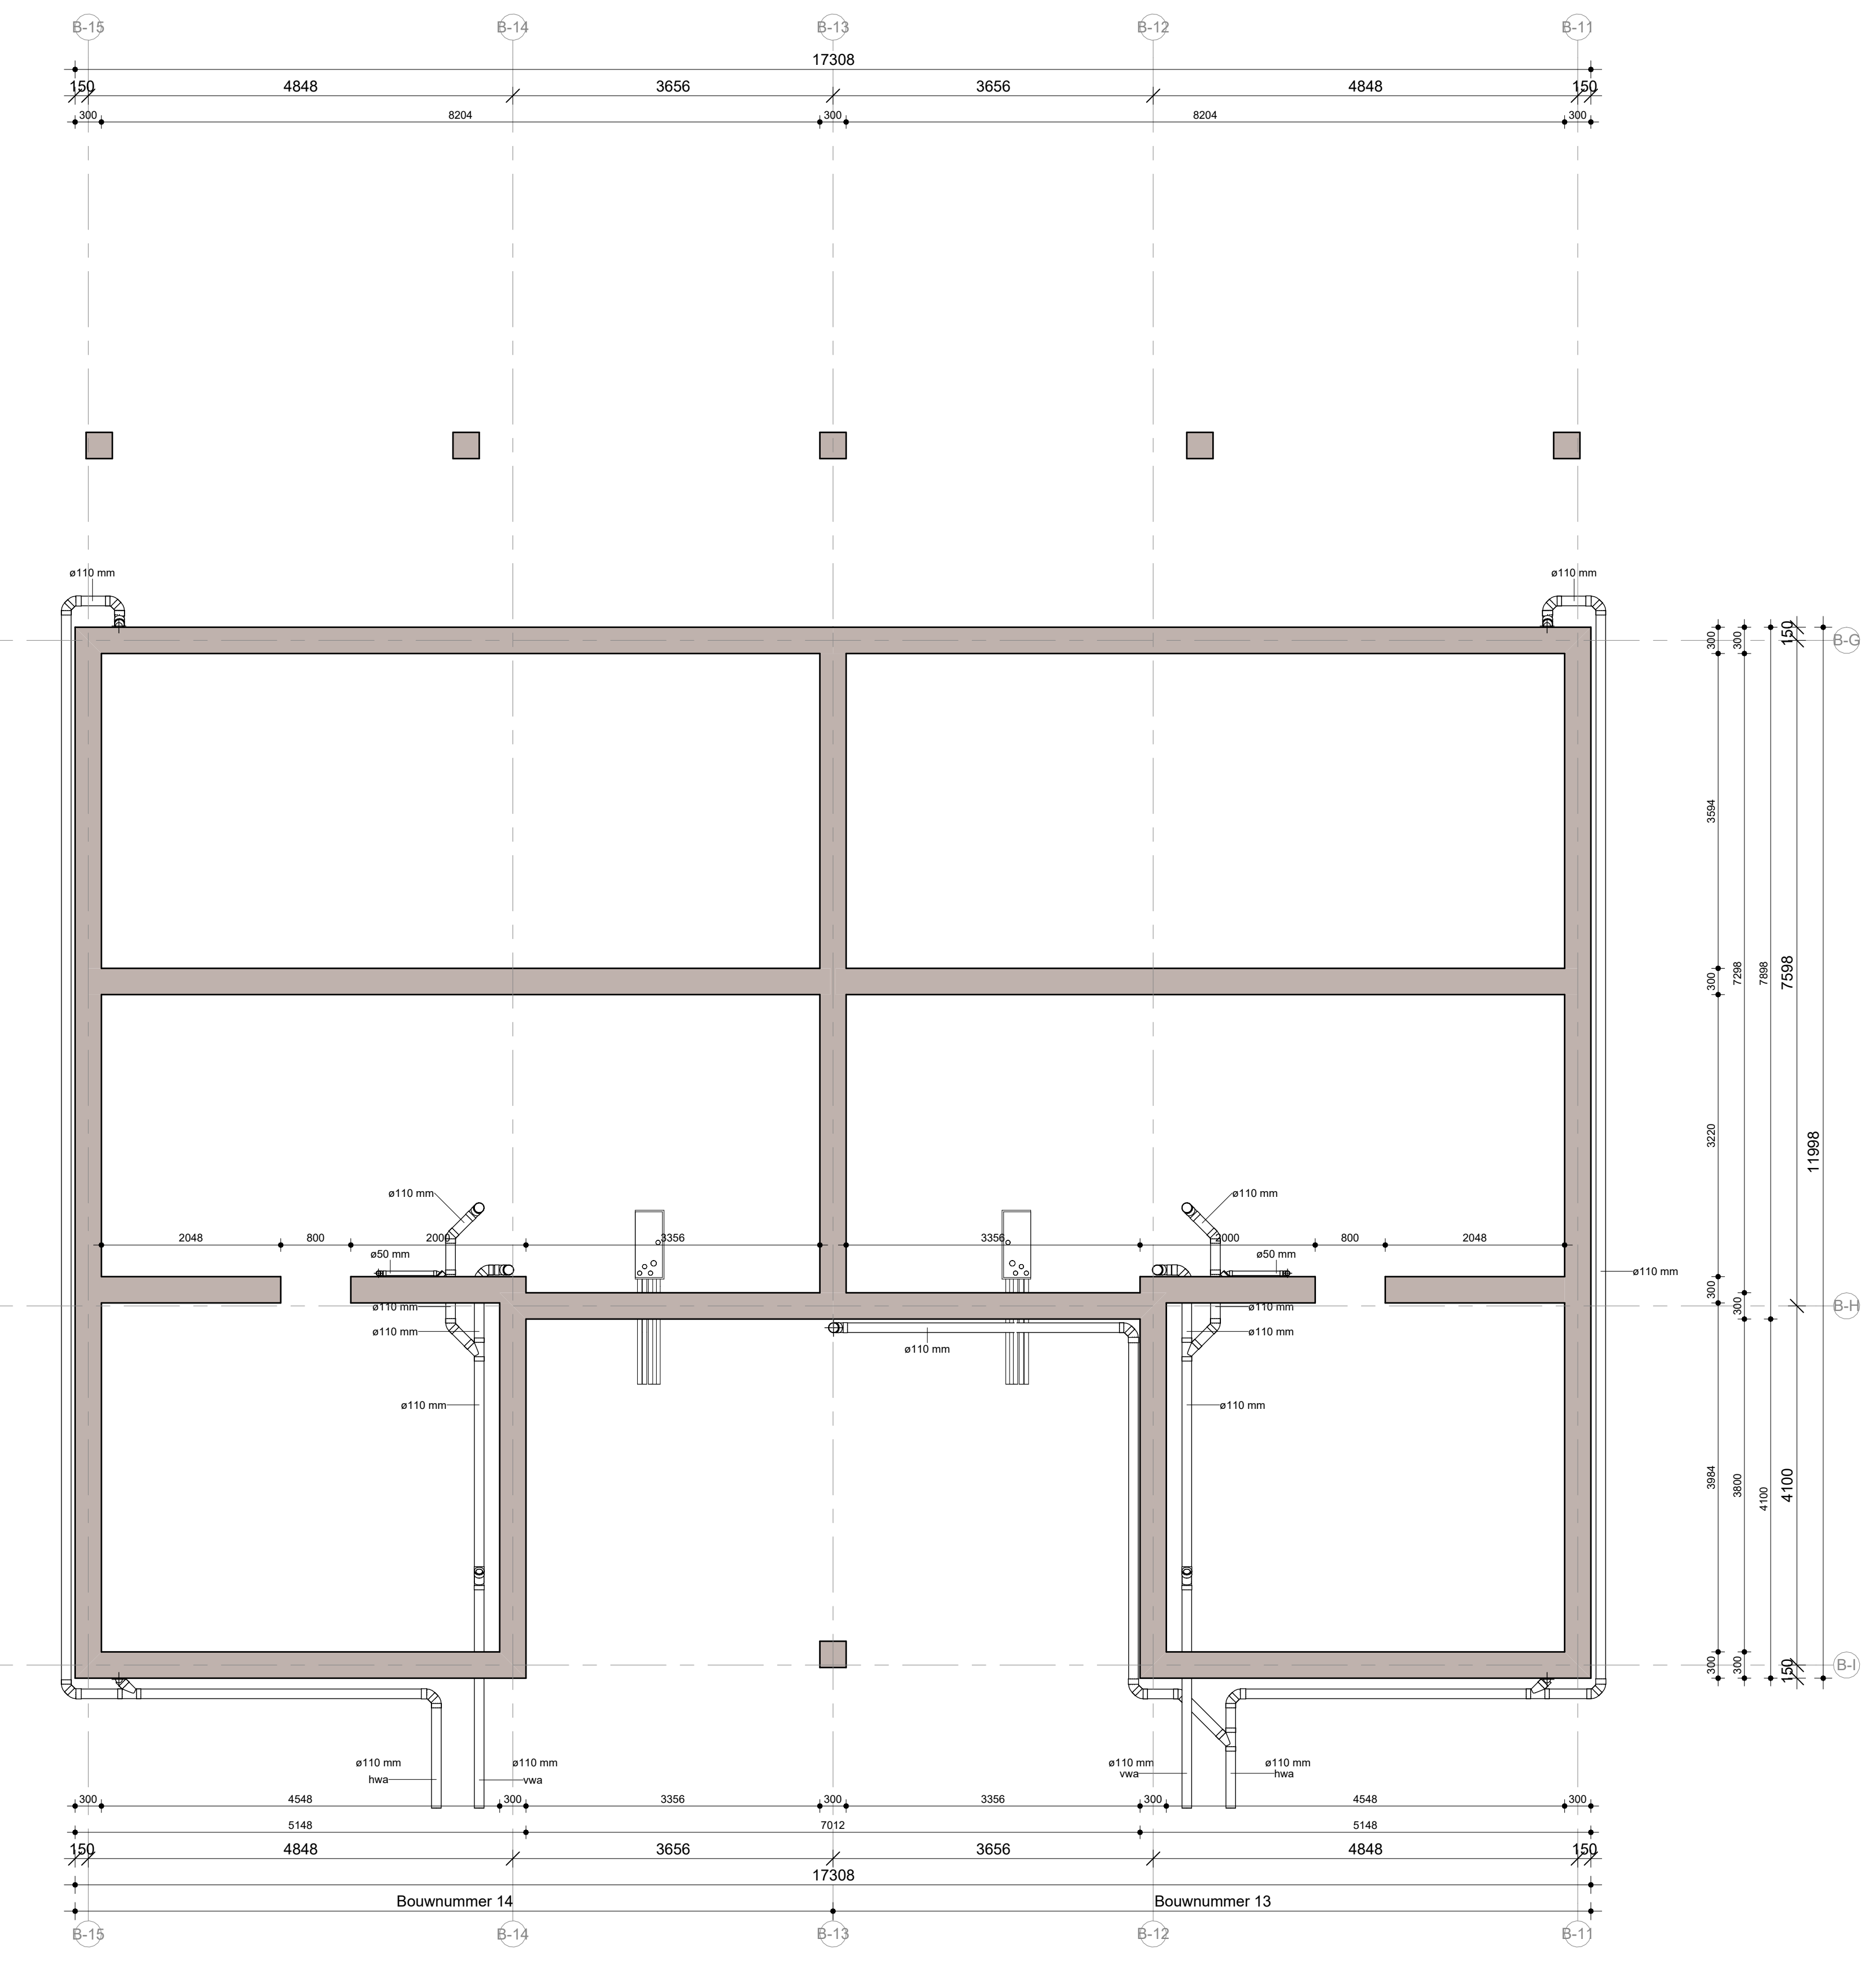 B-15 B-14 B-13 B-12 B-11
17308
150 4848 3656 3656 4848 150
300 8204 300 8204 300
ø110 mm ø110 mm
300 300 150 B-G
3594
300 7298 7898 7598
3220 11998
ø110 mm ø110 mm
2048 800 2000 3356 3356 2000 800 2048
ø50 mm ø50 mm
ø110 mm
300 300 B-H
ø110 mm ø110 mm
ø110 mm ø110 mm
ø110 mm
ø110 mm ø110 mm
3984 3800 4100 4100
300 300 150 B-I
ø110 mm ø110 mm ø110 mm ø110 mm
hwa vwa vwa hwa
300 4548 300 3356 300 3356 300 4548 300
5148 7012 5148
150 4848 3656 3656 4848 150
17308
Bouwnummer 14 Bouwnummer 13
B-15 B-14 B-13 B-12 B-11